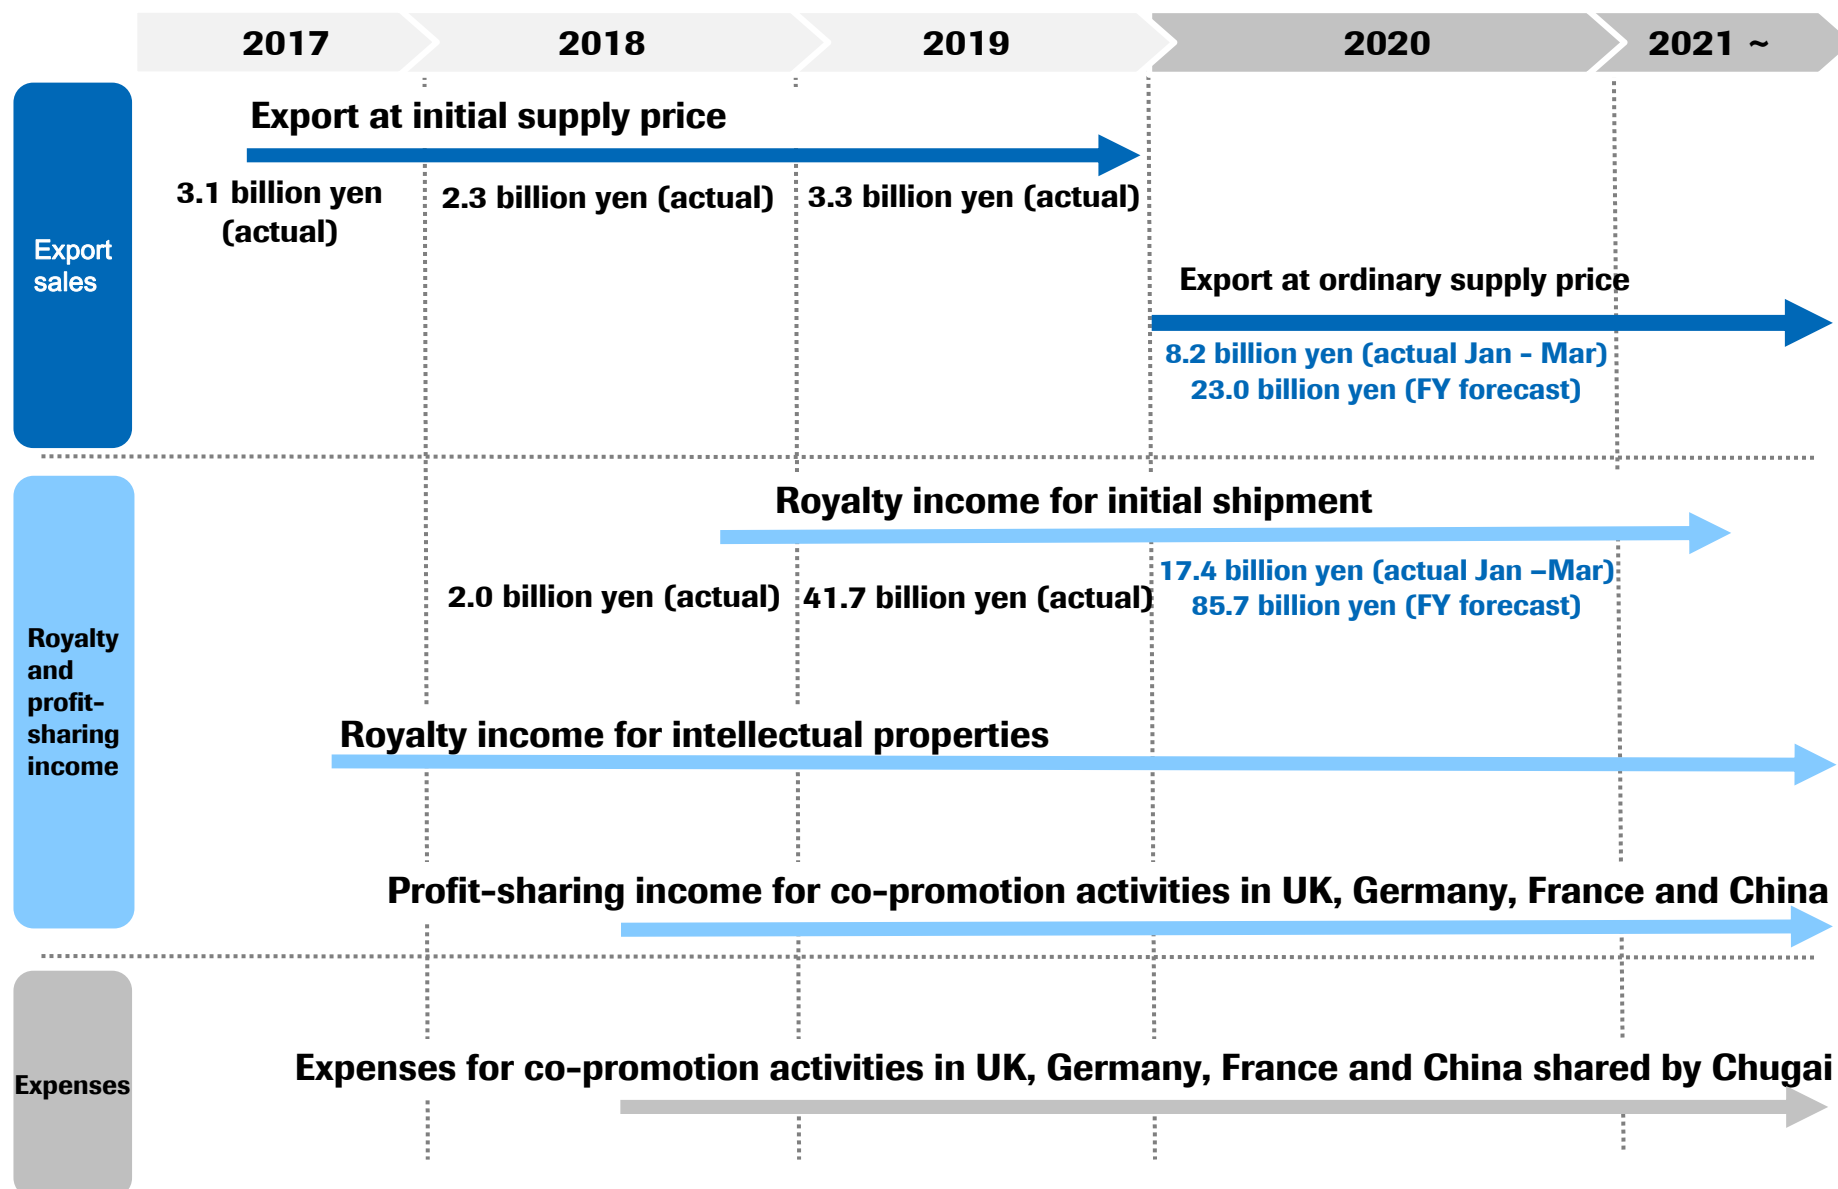 2017
2018
2019
2020
2021 ~
Export
sales
Export at initial supply price
3.1 billion yen
(actual)
2.3 billion yen (actual)
3.3 billion yen (actual)
Export at ordinary supply price
8.2 billion yen (actual Jan - Mar)
23.0 billion yen (FY forecast)
Royalty
and
profit-
sharing
income
Royalty income for initial shipment
2.0 billion yen (actual)
41.7 billion yen (actual)
17.4 billion yen (actual Jan –Mar)
85.7 billion yen (FY forecast)
Royalty income for intellectual properties
Profit-sharing income for co-promotion activities in UK, Germany, France and China
Expenses
Expenses for co-promotion activities in UK, Germany, France and China shared by Chugai